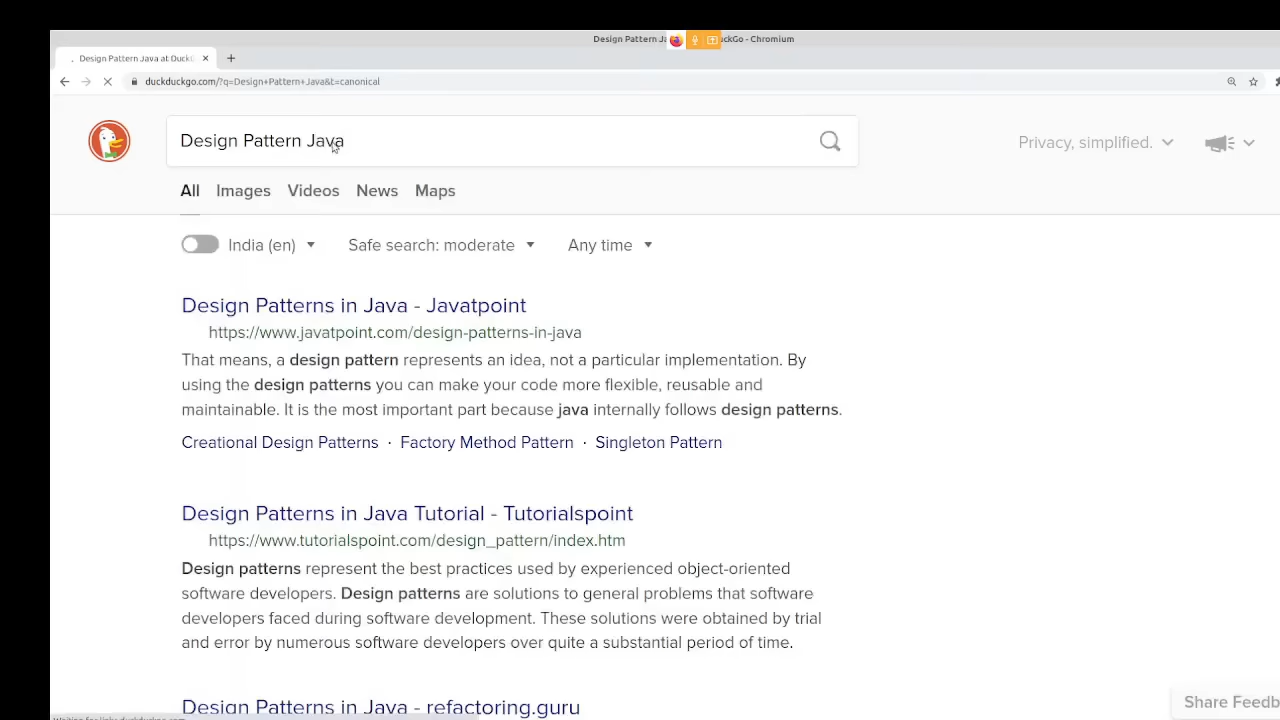 Design Pattern Ja
ckGo - Chromium
Design Pattern Java at Duck
duckduckgo.com/?q=Design+Pattern+Java&t=canonical
Design Pattern Java
Privacy, simplified.
All Images Videos News Maps
India (en) Safe search: moderate Any time
Design Patterns in Java - Javatpoint
https://www.javatpoint.com/design-patterns-in-java
That means, a design pattern represents an idea, not a particular implementation. By
using the design patterns you can make your code more flexible, reusable and
maintainable. It is the most important part because java internally follows design patterns.
Creational Design Patterns · Factory Method Pattern · Singleton Pattern
Design Patterns in Java Tutorial - Tutorialspoint
https://www.tutorialspoint.com/design_pattern/index.htm
Design patterns represent the best practices used by experienced object-oriented
software developers. Design patterns are solutions to general problems that software
developers faced during software development. These solutions were obtained by trial
and error by numerous software developers over quite a substantial period of time.
Design Patterns in Java - refactoring.guru
Share Feedb